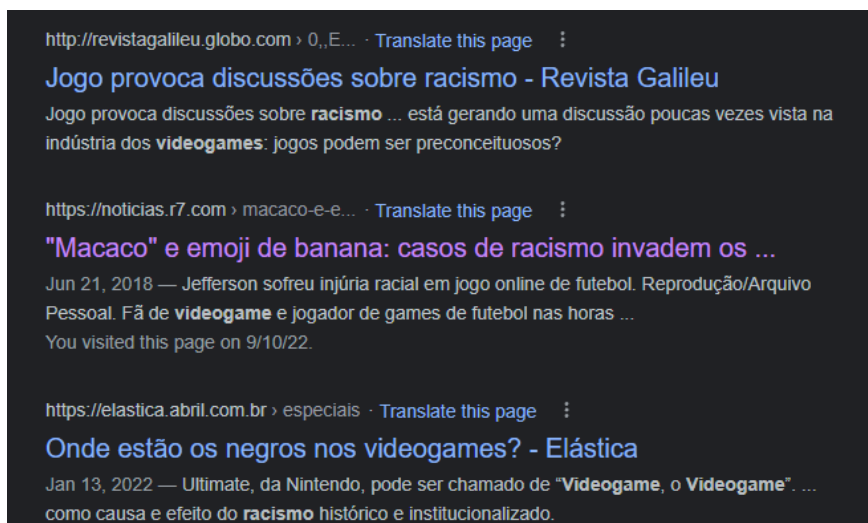 http://revistagalileu.globo.com › 0,,E... · Translate this page
Jogo provoca discussões sobre racismo - Revista Galileu
Jogo provoca discussões sobre racismo ... está gerando uma discussão poucas vezes vista na
indústria dos videogames: jogos podem ser preconceituosos?
https://noticias.r7.com › macaco-e-e... · Translate this page
"Macaco" e emoji de banana: casos de racismo invadem os ...
Jun 21, 2018 — Jefferson sofreu injúria racial em jogo online de futebol. Reprodução/Arquivo
Pessoal. Fã de videogame e jogador de games de futebol nas horas ...
You visited this page on 9/10/22.
https://elastica.abril.com.br › especiais · Translate this page
Onde estão os negros nos videogames? - Elástica
Jan 13, 2022 — Ultimate, da Nintendo, pode ser chamado de “Videogame, o Videogame”. ...
como causa e efeito do racismo histórico e institucionalizado.